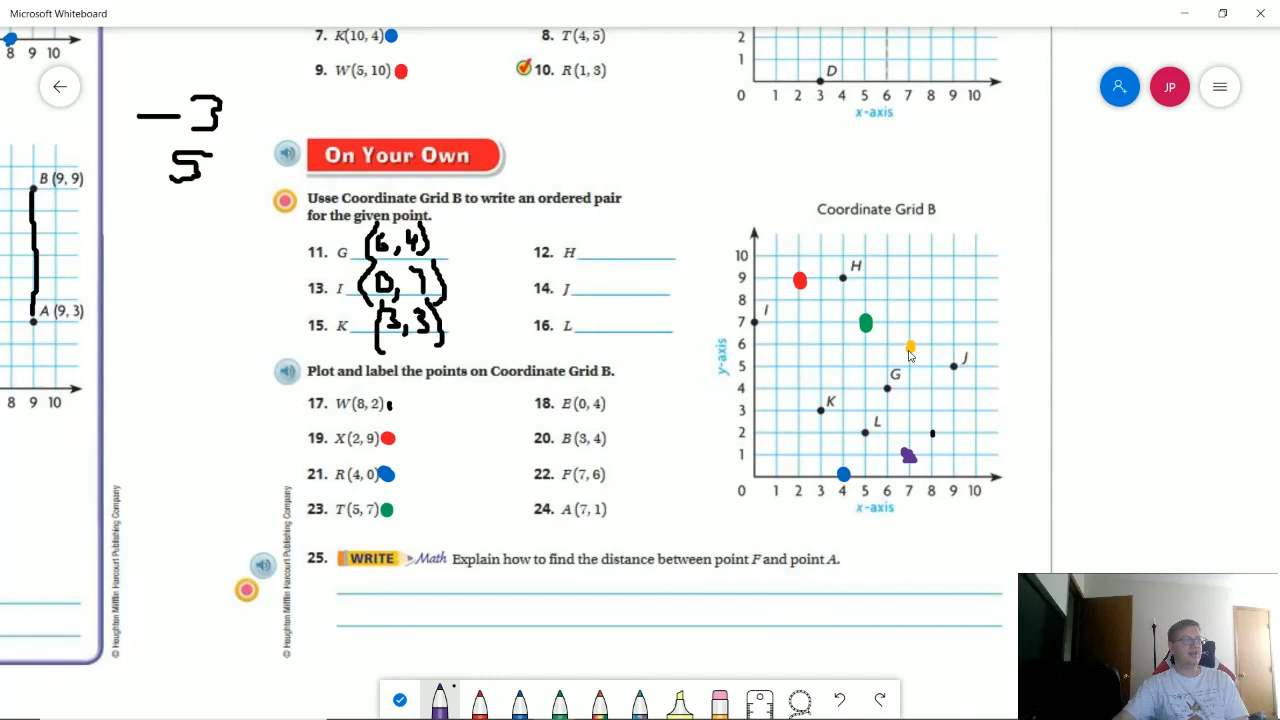 Microsoft Whiteboard
8 9 10
7. K(10, 4)
8. T(4, 5)
9. W(5, 10)
10. R(1, 3)
2
1
D
0 1 2 3 4 5 6 7 8 9 10
x-axis
JP
- 3
5
B (9, 9)
A (9, 3)
8 9 10
On Your Own
Usse Coordinate Grid B to write an ordered pair
for the given point.
11. G (6, 4)
12. H
13. I (0, 7)
14. J
15. K (3, 3)
16. L
Plot and label the points on Coordinate Grid B.
17. W(8, 2)
18. E(0, 4)
19. X(2, 9)
20. B(3, 4)
21. R(4, 0)
22. F(7, 6)
23. T(5, 7)
24. A(7, 1)
25. WRITE Math Explain how to find the distance between point F and point A.
Coordinate Grid B
10
9
8
7
6
5
4
3
2
1
y-axis
H
I
J
G
K
L
0 1 2 3 4 5 6 7 8 9 10
x-axis
© Houghton Mifflin Harcourt Publishing Company
© Houghton Mifflin Harcourt Publishing Company